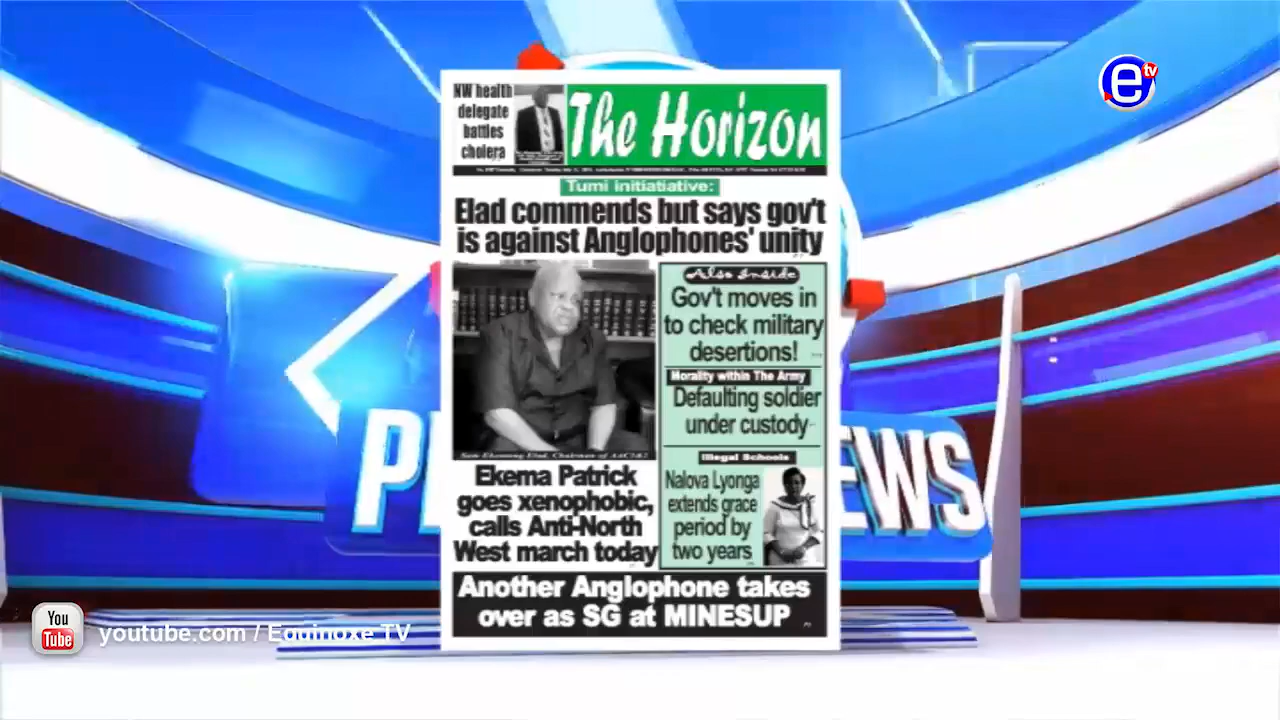 e tv
NW health
delegate
battles
cholera
The Horizon
Tumi initiatiative:
Elad commends but says gov't
is against Anglophones' unity
Also Inside
Gov't moves in
to check military
desertions!
Morality within The Army
Defaulting soldier
under custody
Illegal Schools
Nalova Lyonga
extends grace
period by
two years
Ekema Patrick
goes xenophobic,
calls Anti-North
West march today
Another Anglophone takes
over as SG at MINESUP
You
Tube
youtube.com / Equinoxe TV